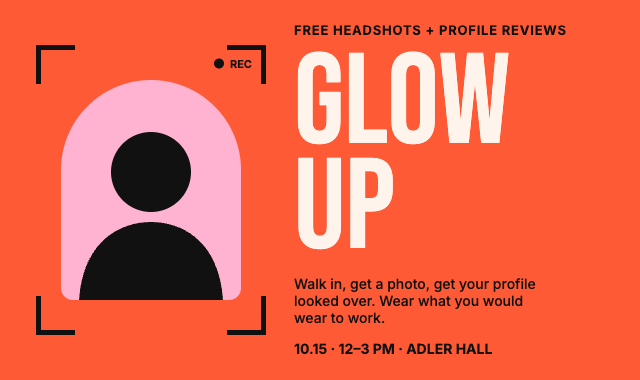 FREE HEADSHOTS + PROFILE REVIEWS
REC
GLOW
UP
Walk in, get a photo, get your profile
looked over. Wear what you would
wear to work.
10.15 · 12–3 PM · ADLER HALL